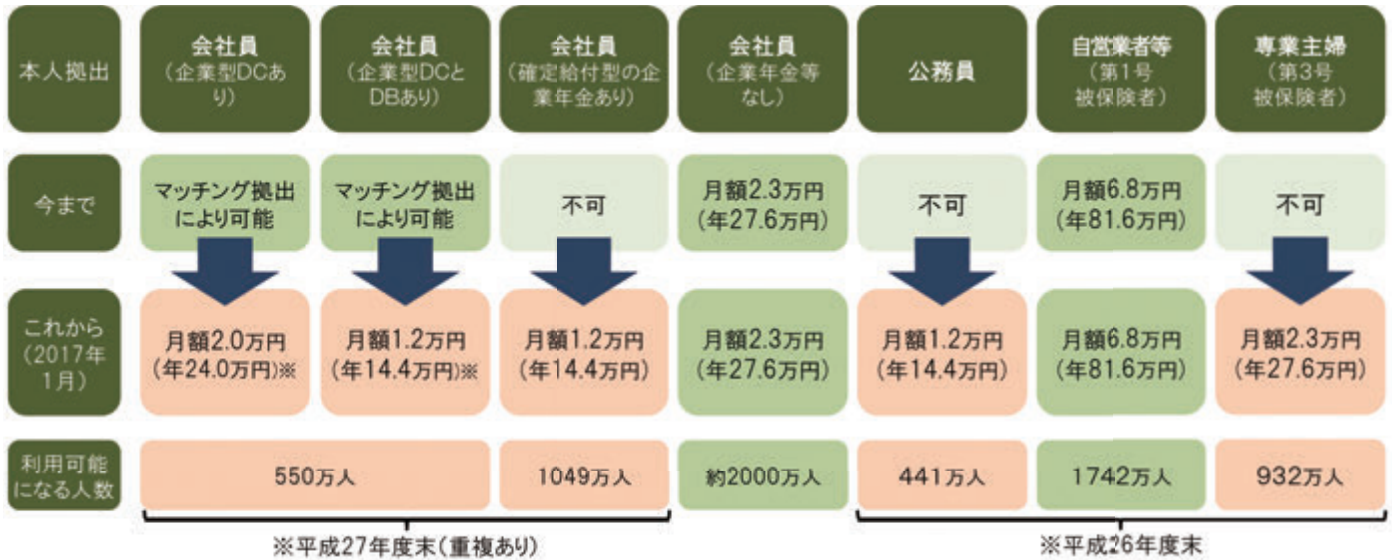 本人拠出
会社員
（企業型DCあ
り）
会社員
（企業型DCと
DBあり）
会社員
（確定給付型の企
業年金あり）
会社員
（企業年金等
なし）
公務員
自営業者等
（第1号
被保険者）
専業主婦
（第3号
被保険者）
今まで
マッチング拠出
により可能
マッチング拠出
により可能
不可
月額2.3万円
（年27.6万円）
不可
月額6.8万円
（年81.6万円）
不可
これから
（2017年
1月）
月額2.0万円
（年24.0万円）※
月額1.2万円
（年14.4万円）※
月額1.2万円
（年14.4万円）
月額2.3万円
（年27.6万円）
月額1.2万円
（年14.4万円）
月額6.8万円
（年81.6万円）
月額2.3万円
（年27.6万円）
利用可能
になる人数
550万人
1049万人
約2000万人
441万人
1742万人
932万人
※平成27年度末（重複あり）
※平成26年度末